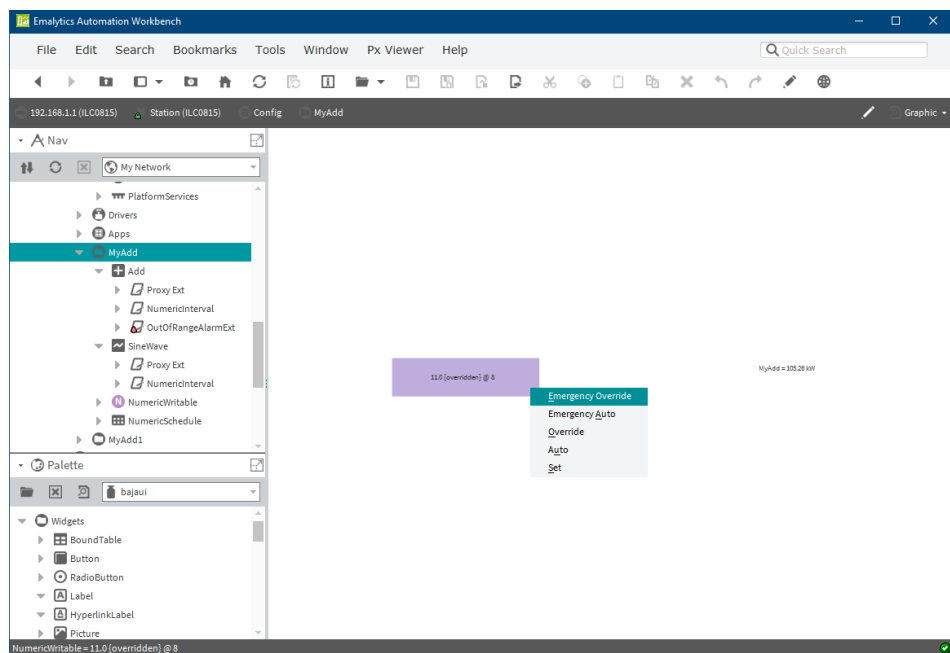 Emalytics Automation Workbench
File Edit Search Bookmarks Tools Window Px Viewer Help
Quick Search
192.168.1.1 (ILC0815) Station (ILC0815) Config MyAdd Graphic
Nav
My Network
PlatformServices
Drivers
Apps
MyAdd
Add
Proxy Ext
NumericInterval
OutOfRangeAlarmExt
SineWave
Proxy Ext
NumericInterval
N NumericWritable
NumericSchedule
MyAdd1
11.0 {overridden} @ 8
MyAdd = 105.26 kW
Emergency Override
Emergency Auto
Override
Auto
Set
Palette
bajaui
Widgets
BoundTable
Button
RadioButton
A Label
A HyperlinkLabel
Picture
NumericWritable = 11.0 {overridden} @ 8